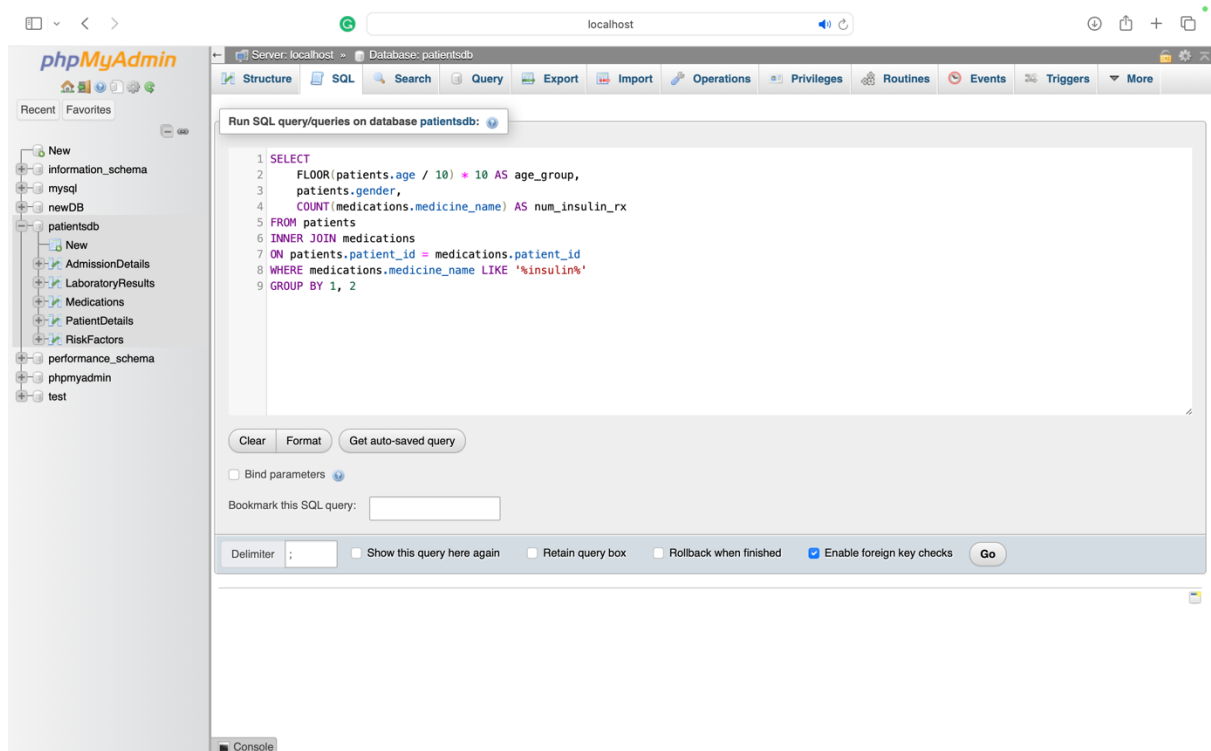 localhost
phpMyAdmin
Recent Favorites
New
information_schema
mysql
newDB
patientsdb
New
AdmissionDetails
LaboratoryResults
Medications
PatientDetails
RiskFactors
performance_schema
phpmyadmin
test
Server: localhost » Database: patientsdb
Structure SQL Search Query Export Import Operations Privileges Routines Events Triggers More
Run SQL query/queries on database patientsdb:
1 SELECT
2 FLOOR(patients.age / 10) * 10 AS age_group,
3 patients.gender,
4 COUNT(medications.medicine_name) AS num_insulin_rx
5 FROM patients
6 INNER JOIN medications
7 ON patients.patient_id = medications.patient_id
8 WHERE medications.medicine_name LIKE '%insulin%'
9 GROUP BY 1, 2
Clear Format Get auto-saved query
Bind parameters
Bookmark this SQL query:
Delimiter ; Show this query here again Retain query box Rollback when finished Enable foreign key checks Go
Console